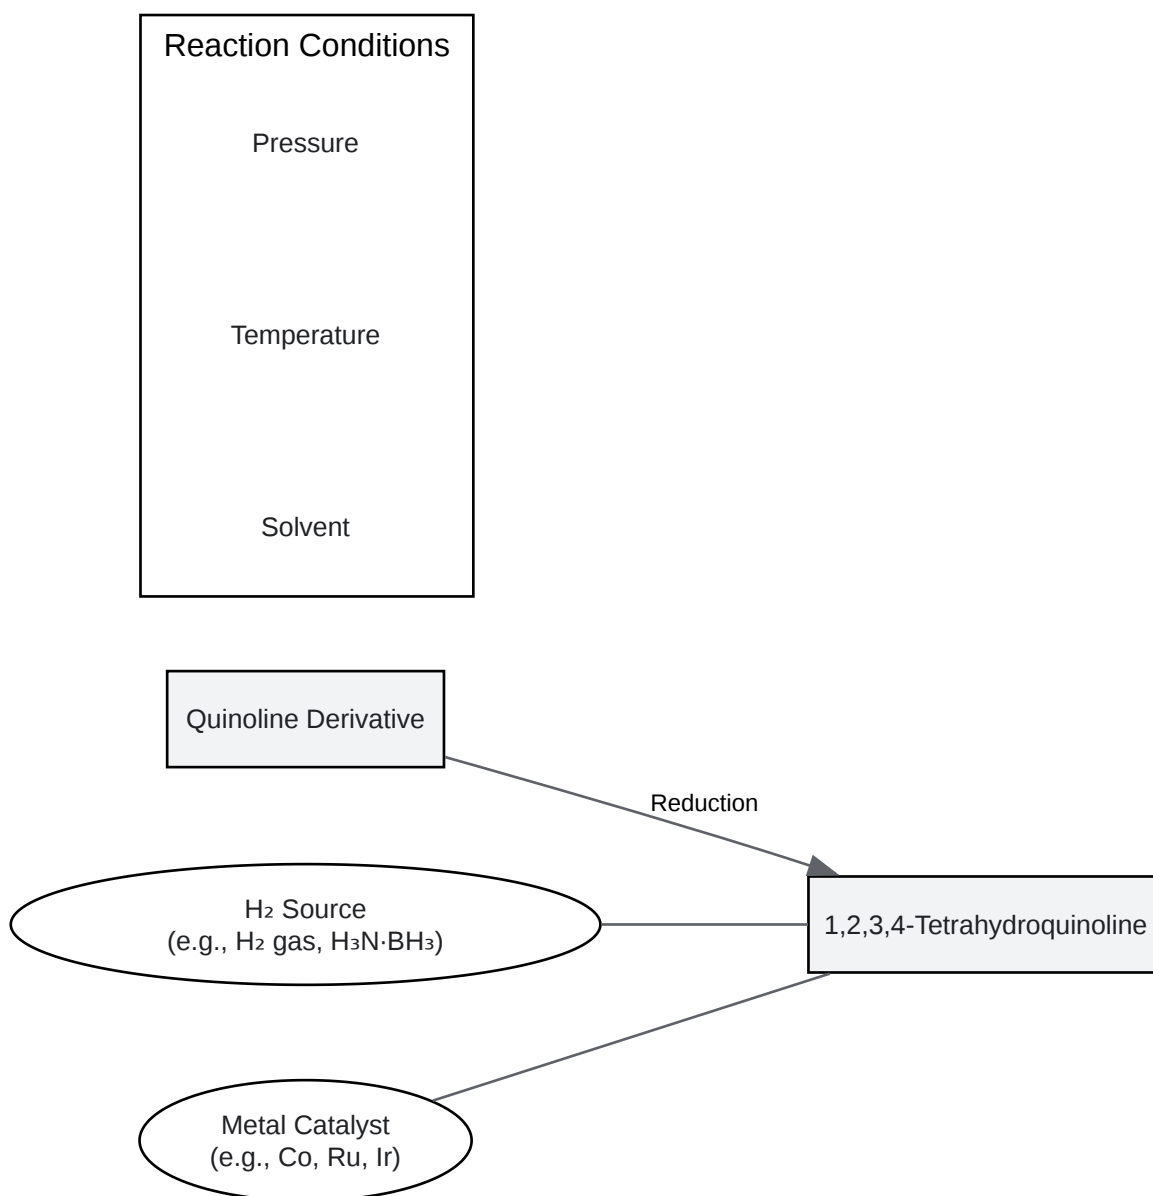 Reaction Conditions
Pressure
Temperature
Solvent
Quinoline Derivative
Reduction
H₂ Source
(e.g., H₂ gas, H₃N·BH₃)
1,2,3,4-Tetrahydroquinoline
Metal Catalyst
(e.g., Co, Ru, Ir)